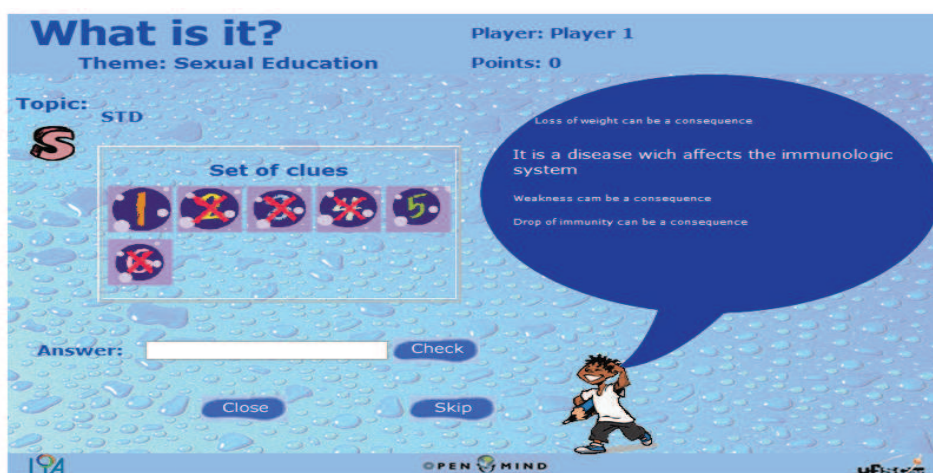 What is it?
Player: Player 1
Theme: Sexual Education
Points: 0
Topic:
STD
S
Set of clues
1 2 3 4 5
6
Loss of weight can be a consequence
It is a disease wich affects the immunologic
system
Weakness cam be a consequence
Drop of immunity can be a consequence
Answer:
Check
Close
Skip
LIA
OPEN MIND